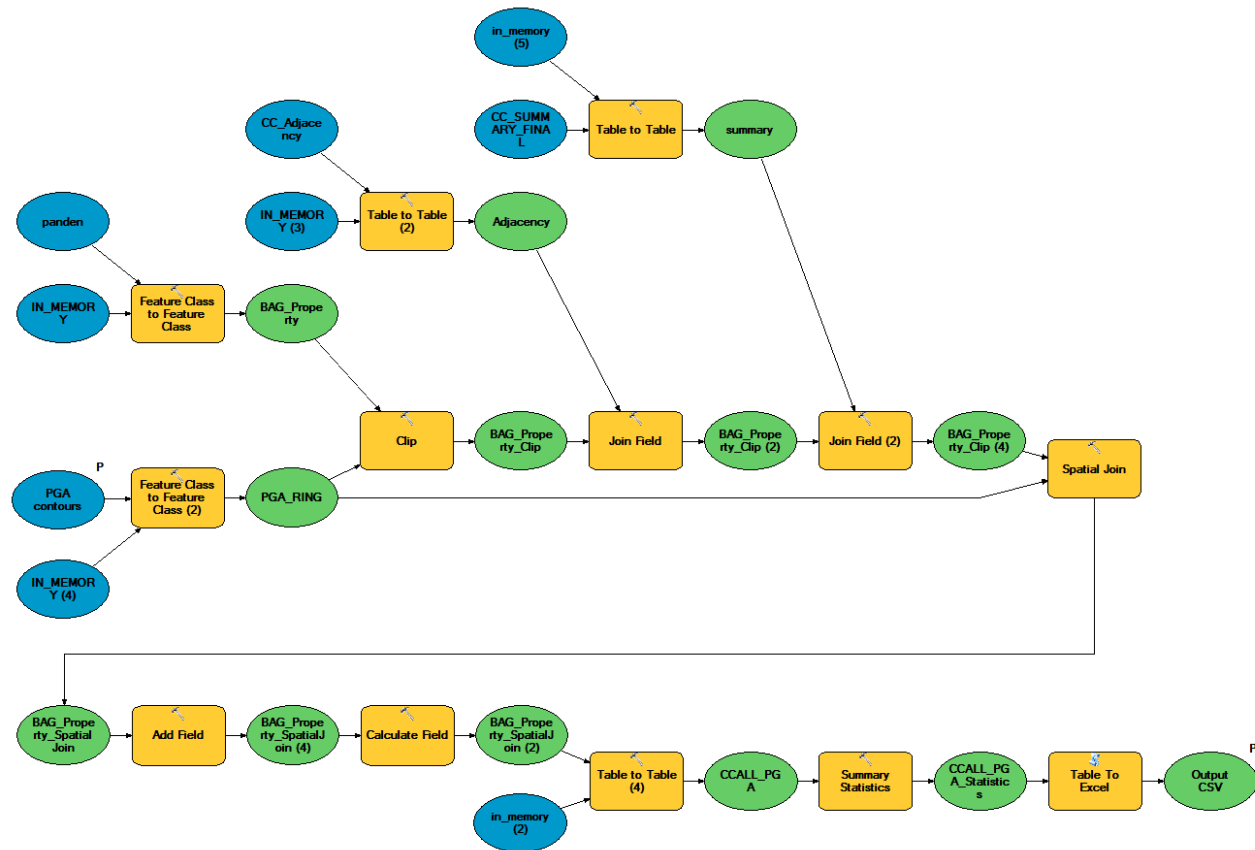 in_memory
(5)
CC_SUMM
ARY_FINA
L
Table to Table
summary
CC_Adjace
ncy
IN_MEMOR
Y (3)
Table to Table
(2)
Adjacency
panden
IN_MEMOR
Y
Feature Class
to Feature
Class
BAG_Prope
rty
Clip
BAG_Prope
rty_Clip
Join Field
BAG_Prope
rty_Clip (2)
Join Field (2)
BAG_Prope
rty_Clip (4)
Spatial Join
P
PGA
contours
Feature Class
to Feature
Class (2)
PGA_RING
IN_MEMOR
Y (4)
BAG_Prope
rty_Spatial
Join
Add Field
BAG_Prope
rty_SpatialJ
oin (4)
Calculate Field
BAG_Prope
rty_SpatialJ
oin (2)
in_memory
(2)
Table to Table
(4)
CCALL_PG
A
Summary
Statistics
CCALL_PG
A_Statistic
s
Table To
Excel
P
Output
CSV